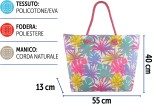 TESSUTO:
POLICOTONE/EVA
FODERA:
POLIESTERE
MANICO:
CORDA NATURALE
40 cm
13 cm
55 cm